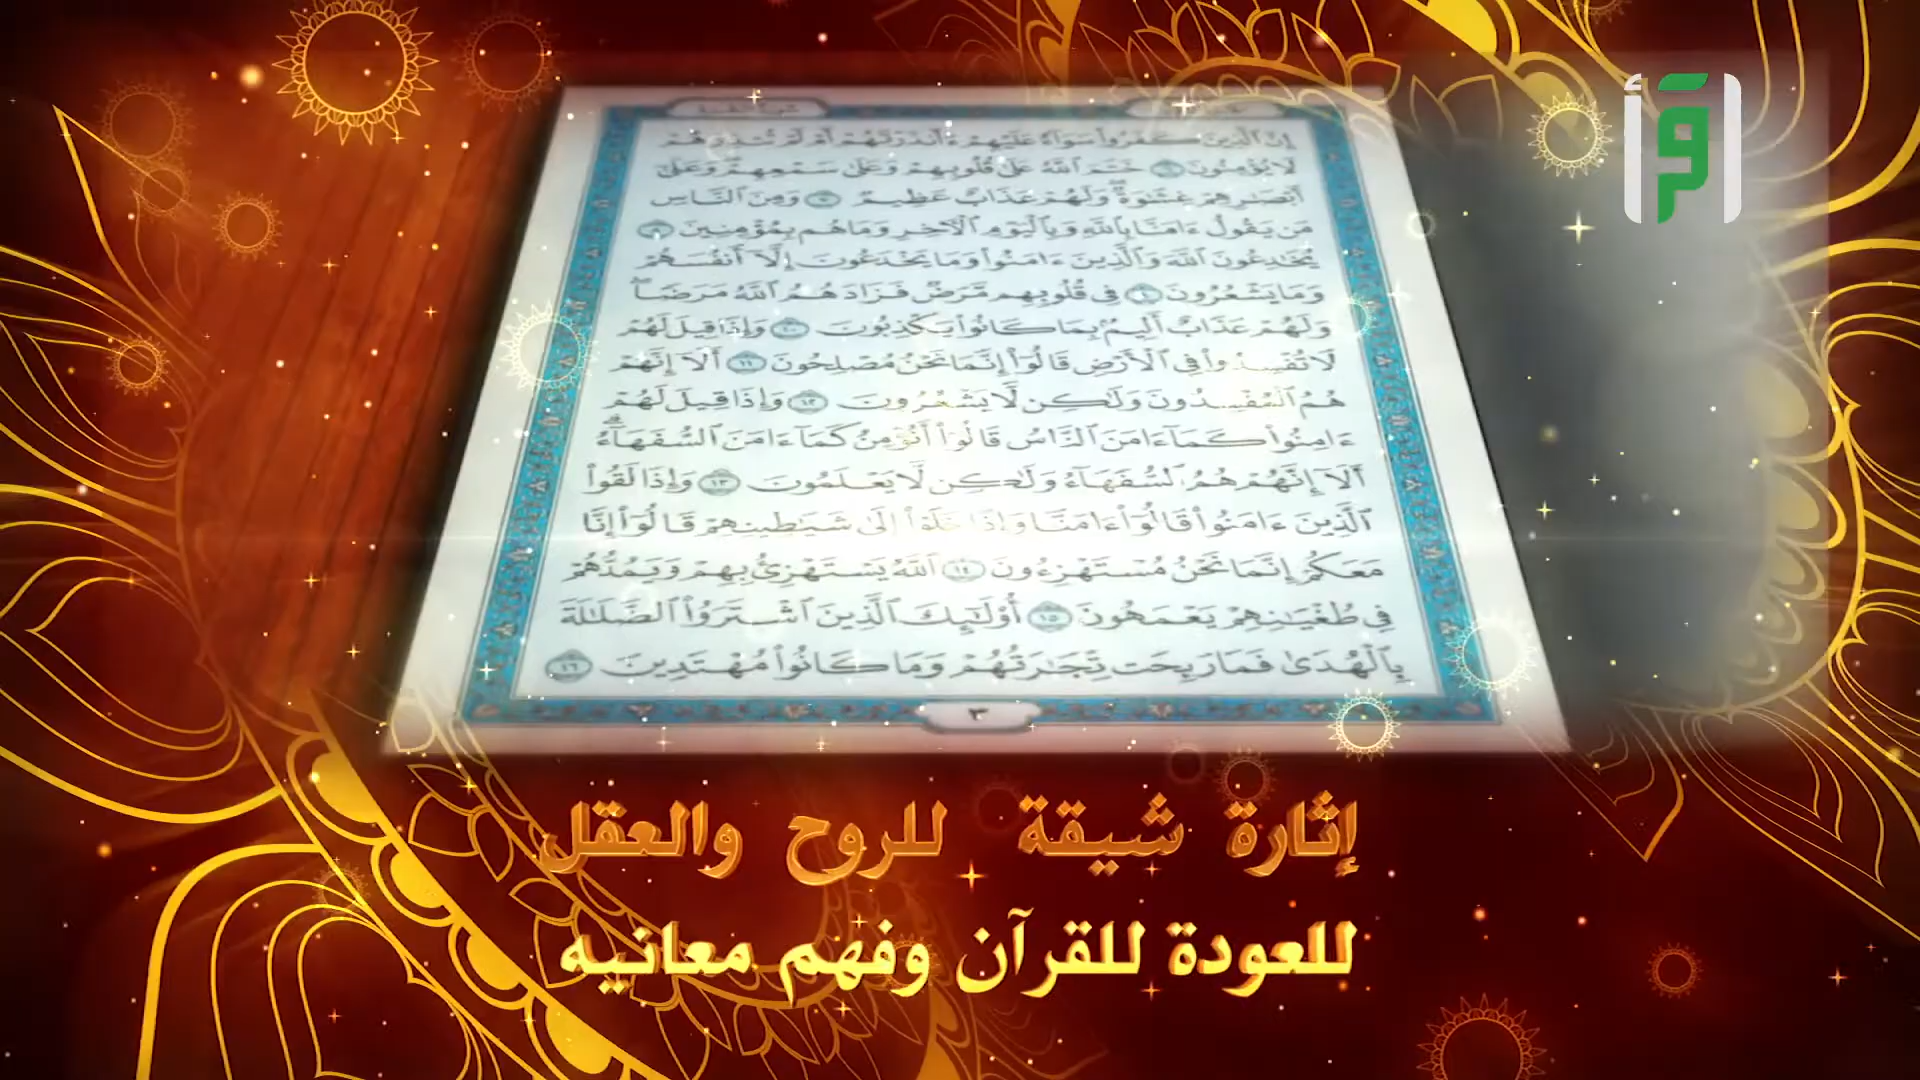 اقرأ
إِنَّ ٱلَّذِينَ كَفَرُوا۟ سَوَآءٌ عَلَيْهِمْ ءَأَنذَرْتَهُمْ أَمْ لَمْ تُنذِرْهُمْ
لَا يُؤْمِنُونَ ٦ خَتَمَ ٱللَّهُ عَلَىٰ قُلُوبِهِمْ وَعَلَىٰ سَمْعِهِمْ ۖ وَعَلَىٰٓ
أَبْصَـٰرِهِمْ غِشَـٰوَةٌ ۖ وَلَهُمْ عَذَابٌ عَظِيمٌ ٧ وَمِنَ ٱلنَّاسِ
مَن يَقُولُ ءَامَنَّا بِٱللَّهِ وَبِٱلْيَوْمِ ٱلْـَٔاخِرِ وَمَا هُم بِمُؤْمِنِينَ ٨
يُخَـٰدِعُونَ ٱللَّهَ وَٱلَّذِينَ ءَامَنُوا۟ وَمَا يَخْدَعُونَ إِلَّآ أَنفُسَهُمْ
وَمَا يَشْعُرُونَ ٩ فِى قُلُوبِهِم مَّرَضٌ فَزَادَهُمُ ٱللَّهُ مَرَضًا ۖ
وَلَهُمْ عَذَابٌ أَلِيمٌۢ بِمَا كَانُوا۟ يَكْذِبُونَ ١٠ وَإِذَا قِيلَ لَهُمْ
لَا تُفْسِدُوا۟ فِى ٱلْأَرْضِ قَالُوٓا۟ إِنَّمَا نَحْنُ مُصْلِحُونَ ١١ أَلَآ إِنَّهُمْ
هُمُ ٱلْمُفْسِدُونَ وَلَـٰكِن لَّا يَشْعُرُونَ ١٢ وَإِذَا قِيلَ لَهُمْ
ءَامِنُوا۟ كَمَآ ءَامَنَ ٱلنَّاسُ قَالُوٓا۟ أَنُؤْمِنُ كَمَآ ءَامَنَ ٱلسُّفَهَآءُ ۗ
أَلَآ إِنَّهُمْ هُمُ ٱلسُّفَهَآءُ وَلَـٰكِن لَّا يَعْلَمُونَ ١٣ وَإِذَا لَقُوا۟
ٱلَّذِينَ ءَامَنُوا۟ قَالُوٓا۟ ءَامَنَّا وَإِذَا خَلَوْا۟ إِلَىٰ شَيَـٰطِينِهِمْ قَالُوٓا۟ إِنَّا
مَعَكُمْ إِنَّمَا نَحْنُ مُسْتَهْزِءُونَ ١٤ ٱللَّهُ يَسْتَهْزِئُ بِهِمْ وَيَمُدُّهُمْ
فِى طُغْيَـٰنِهِمْ يَعْمَهُونَ ١٥ أُو۟لَـٰٓئِكَ ٱلَّذِينَ ٱشْتَرَوُا۟ ٱلضَّلَـٰلَةَ
بِٱلْهُدَىٰ فَمَا رَبِحَت تِّجَـٰرَتُهُمْ وَمَا كَانُوا۟ مُهْتَدِينَ ١٦
٣
إثارة شيقة للروح والعقل
للعودة للقرآن وفهم معانيه